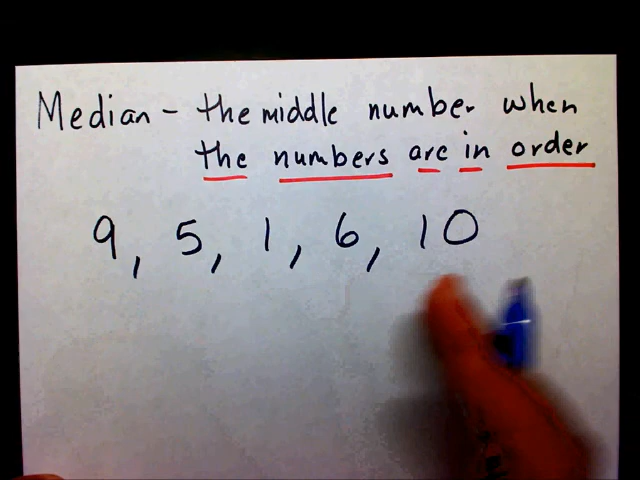 Median - the middle number when
the numbers are in order
9, 5, 1, 6, 10